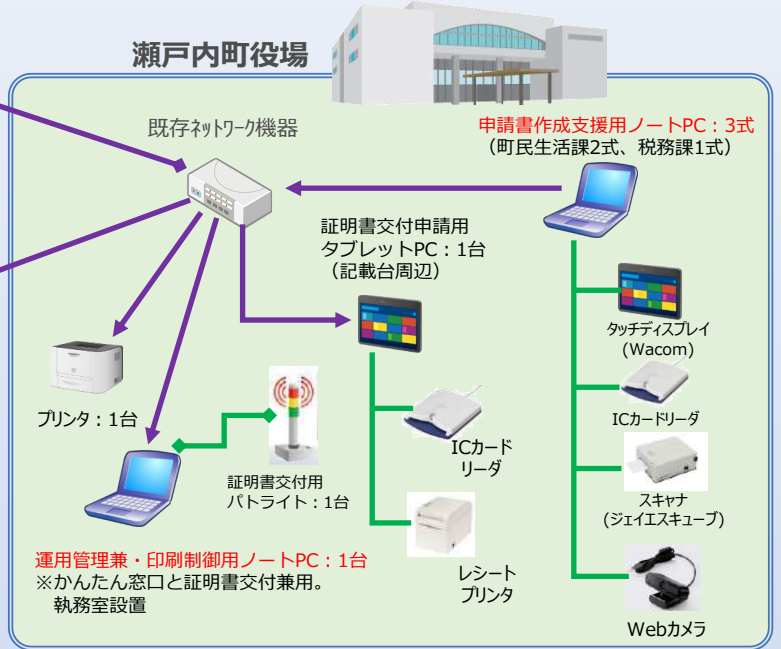 瀬戸内町役場
既存ﾈｯﾄﾜｰｸ機器
申請書作成支援用ノートPC：3式
（町民生活課2式、税務課1式）
証明書交付申請用
タブレットPC：1台
（記載台周辺）
タッチディスプレイ
(Wacom)
プリンタ：1台
ICカード
リーダ
ICカードリーダ
証明書交付用
パトライト：1台
スキャナ
(ジェイエスキューブ)
運用管理兼・印刷制御用ノートPC：1台
※かんたん窓口と証明書交付兼用。
執務室設置
レシート
プリンタ
Webカメラ